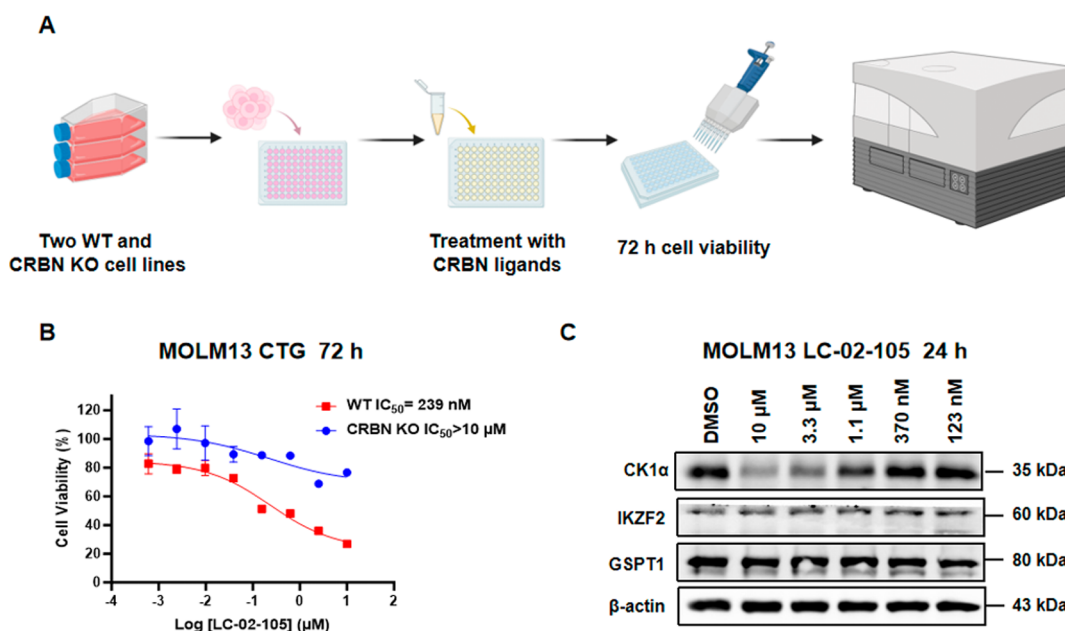 A
Two WT and
CRBN KO cell lines
Treatment with
CRBN ligands
72 h cell viability
B
MOLM13 CTG 72 h
WT IC₅₀= 239 nM
CRBN KO IC₅₀>10 μM
Cell Viability (%)
120
100
80
60
40
20
0
-4
-3
-2
-1
0
1
2
Log [LC-02-105] (μM)
C
MOLM13 LC-02-105 24 h
DMSO
10 μM
3.3 μM
1.1 μM
370 nM
123 nM
CK1α
35 kDa
IKZF2
60 kDa
GSPT1
80 kDa
β-actin
43 kDa